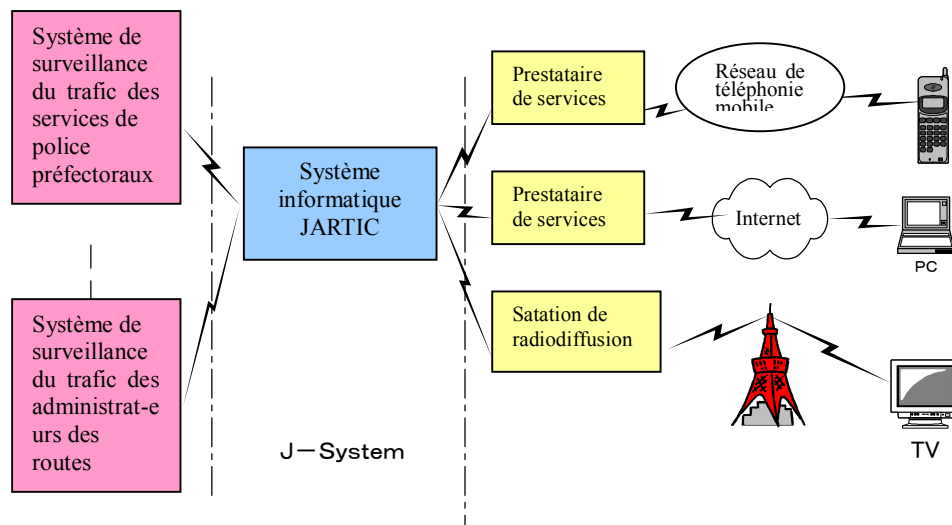 Système de
surveillance
du trafic des
services de
police
préfectoraux
Système de
surveillance
du trafic des
administrat-e
urs des
routes
Système
informatique
JARTIC
J－System
Prestataire
de services
Réseau de
téléphonie
mobile
Prestataire
de services
Internet
PC
Satation de
radiodiffusion
TV